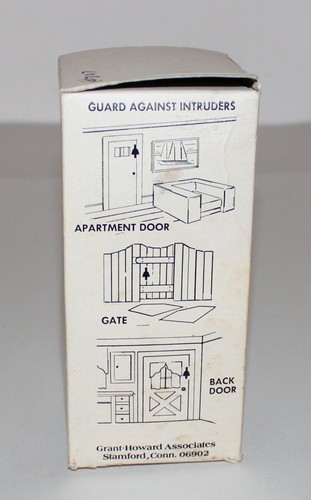 GUARD AGAINST INTRUDERS
APARTMENT DOOR
GATE
BACK
DOOR
Grant-Howard Associates
Stamford, Conn. 06902